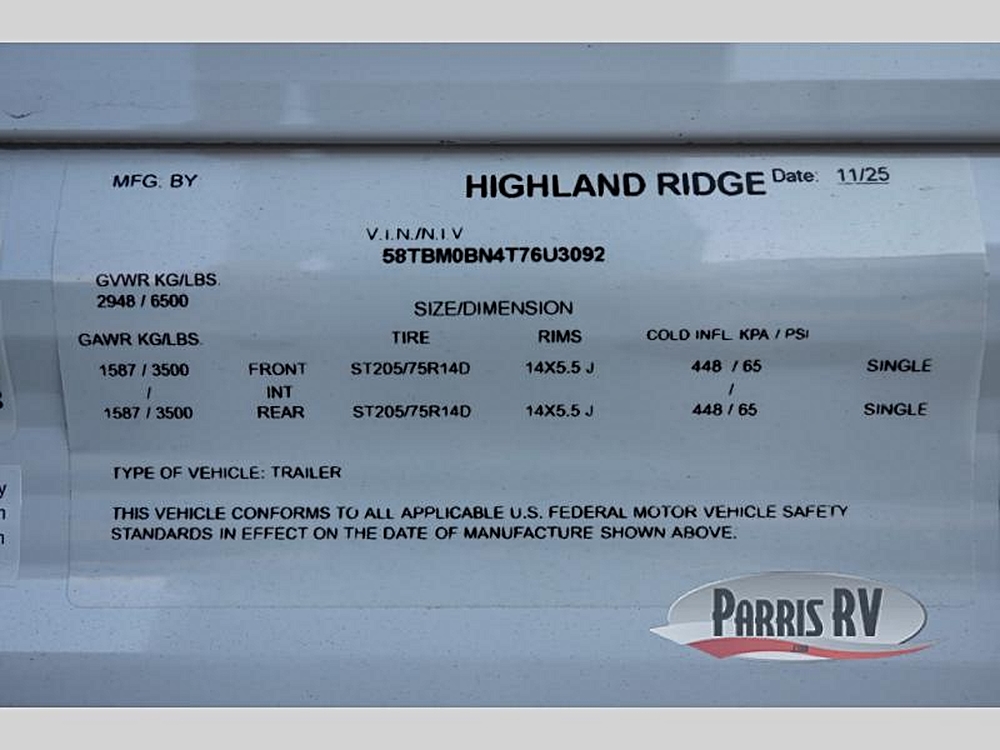 MFG. BY HIGHLAND RIDGE Date: 11/25
V.I.N./N.I.V
58TBM0BN4T76U3092
GVWR KG/LBS.
2948 / 6500
SIZE/DIMENSION
GAWR KG/LBS. TIRE RIMS COLD INFL. KPA / PSI
1587 / 3500 FRONT ST205/75R14D 14X5.5 J 448 / 65 SINGLE
/ INT /
1587 / 3500 REAR ST205/75R14D 14X5.5 J 448 / 65 SINGLE
TYPE OF VEHICLE: TRAILER
THIS VEHICLE CONFORMS TO ALL APPLICABLE U.S. FEDERAL MOTOR VEHICLE SAFETY
STANDARDS IN EFFECT ON THE DATE OF MANUFACTURE SHOWN ABOVE.
PARRIS RV